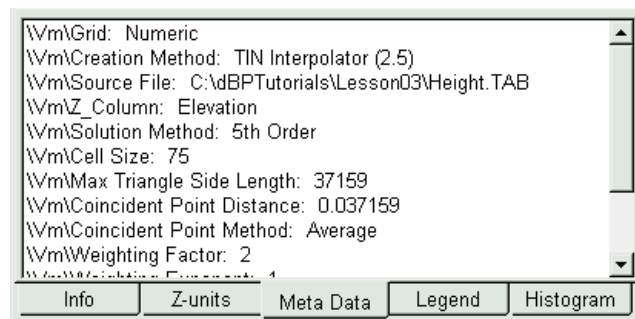 \Vm\Grid: Numeric
\Vm\Creation Method: TIN Interpolator (2.5)
\Vm\Source File: C:\dBPTutorials\Lesson03\Height.TAB
\Vm\Z_Column: Elevation
\Vm\Solution Method: 5th Order
\Vm\Cell Size: 75
\Vm\Max Triangle Side Length: 37159
\Vm\Coincident Point Distance: 0.037159
\Vm\Coincident Point Method: Average
\Vm\Weighting Factor: 2
Info Z-units Meta Data Legend Histogram